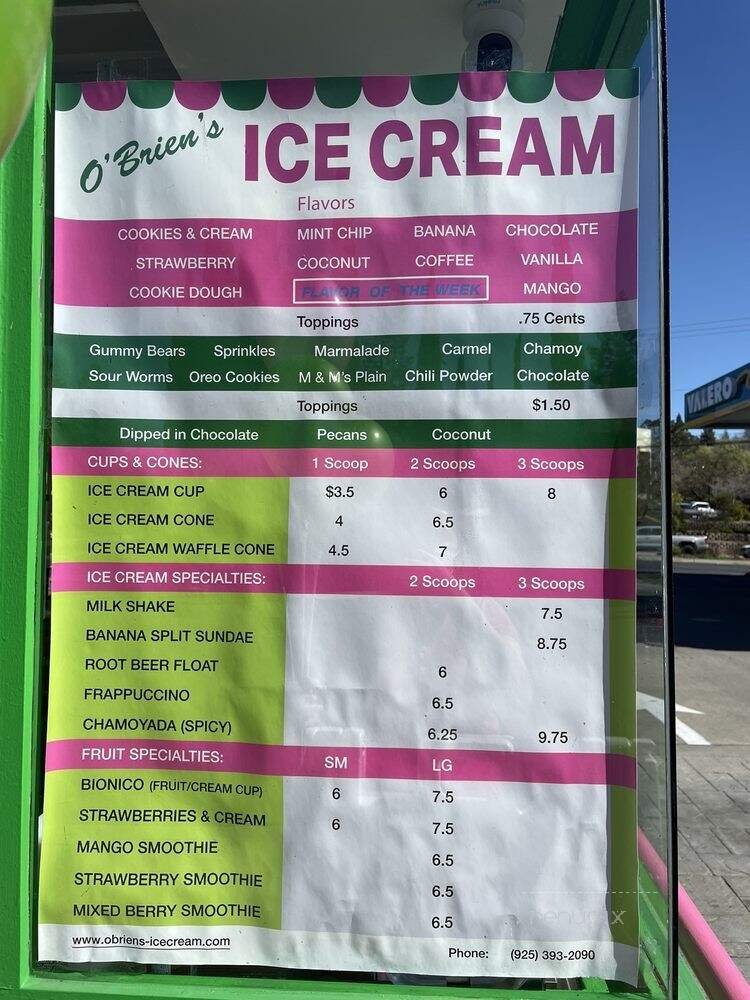 O'Brien's ICE CREAM
Flavors
COOKIES & CREAM MINT CHIP BANANA CHOCOLATE
STRAWBERRY COCONUT COFFEE VANILLA
COOKIE DOUGH FLAVOR OF THE WEEK MANGO
Toppings .75 Cents
Gummy Bears Sprinkles Marmalade Carmel Chamoy
Sour Worms Oreo Cookies M & M's Plain Chili Powder Chocolate
Toppings $1.50
Dipped in Chocolate Pecans Coconut
CUPS & CONES: 1 Scoop 2 Scoops 3 Scoops
ICE CREAM CUP $3.5 6 8
ICE CREAM CONE 4 6.5
ICE CREAM WAFFLE CONE 4.5 7
ICE CREAM SPECIALTIES: 2 Scoops 3 Scoops
MILK SHAKE 7.5
BANANA SPLIT SUNDAE 8.75
ROOT BEER FLOAT 6
FRAPPUCCINO 6.5
CHAMOYADA (SPICY) 6.25 9.75
FRUIT SPECIALTIES: SM LG
BIONICO (FRUIT/CREAM CUP) 6 7.5
STRAWBERRIES & CREAM 6 7.5
MANGO SMOOTHIE 6.5
STRAWBERRY SMOOTHIE 6.5
MIXED BERRY SMOOTHIE 6.5
www.obriens-icecream.com
Phone: (925) 393-2090
VALERO